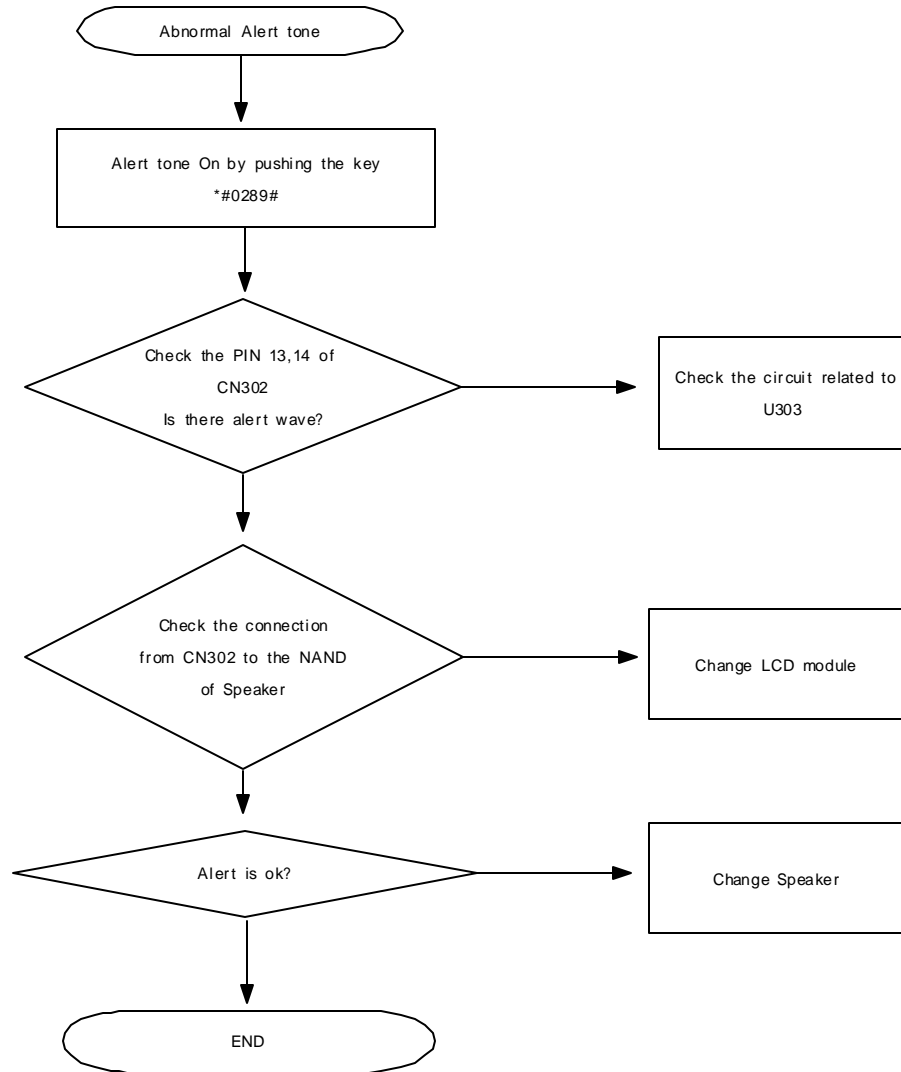 Abnormal Alert tone
Alert tone On by pushing the key
*#0289#
Check the PIN 13,14 of
CN302
Is there alert wave?
Check the circuit related to
U303
Check the connection
from CN302 to the NAND
of Speaker
Change LCD module
Alert is ok?
Change Speaker
END